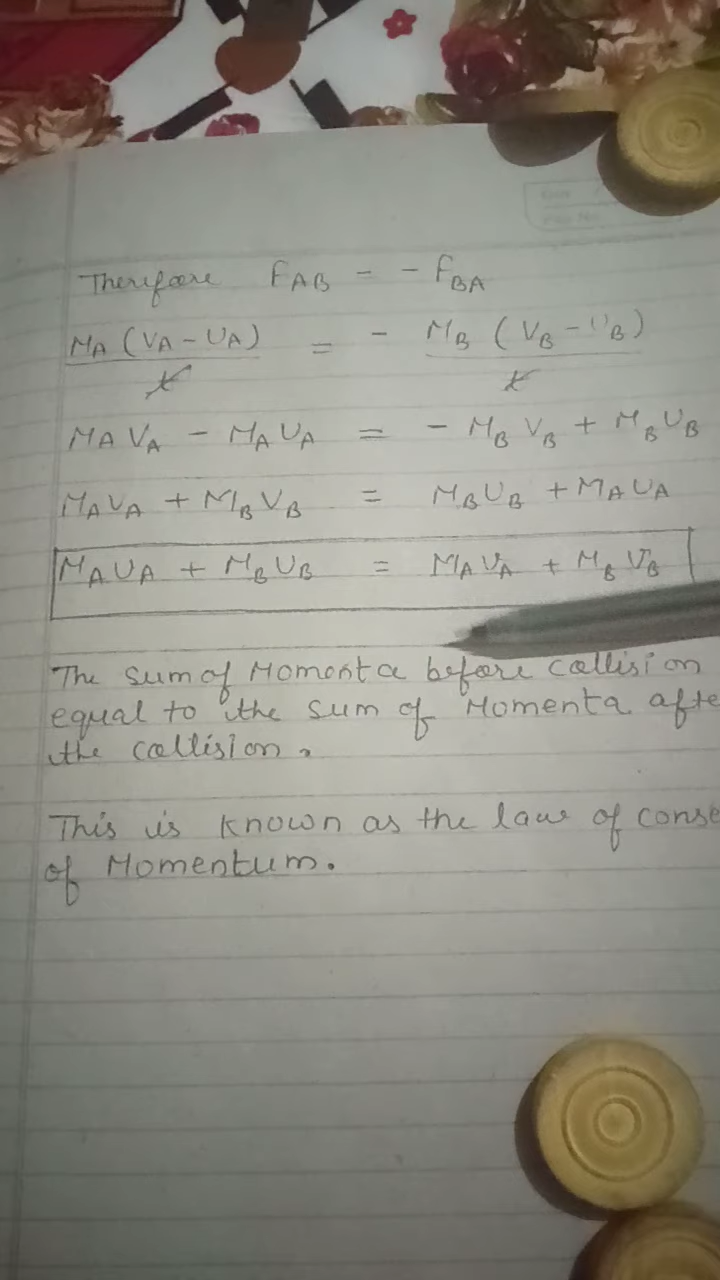 Therefore FAB = - FBA
MA (VA - UA) / t = - MB (VB - UB) / t
MA VA - MA UA = - MB VB + MB UB
MA VA + MB VB = MB UB + MA UA
MA UA + MB UB = MA VA + MB VB
The sum of Momenta before collision
equal to the sum of Momenta afte
the collision.
This is known as the law of conse
of Momentum.